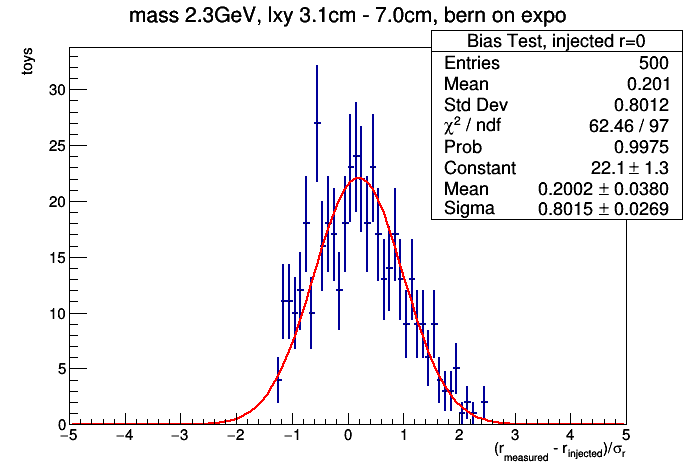 mass 2.3GeV, lxy 3.1cm - 7.0cm, bern on expo
toys
Bias Test, injected r=0
Entries 500
Mean 0.201
Std Dev 0.8012
χ² / ndf 62.46 / 97
Prob 0.9975
Constant 22.1 ± 1.3
Mean 0.2002 ± 0.0380
Sigma 0.8015 ± 0.0269
30
25
20
15
10
5
0
−5 −4 −3 −2 −1 0 1 2 3 4 5
(r_measured - r_injected)/σ_r